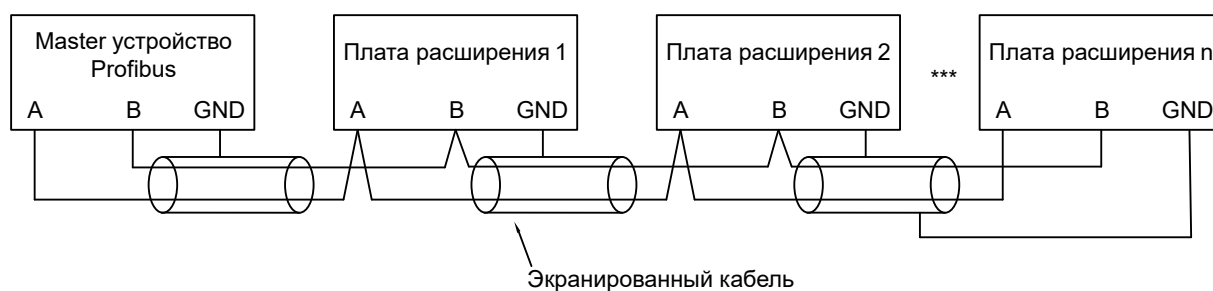 Master устройство
Profibus
A B GND
Плата расширения 1
A B GND
Плата расширения 2
A B GND
***
Плата расширения n
A B GND
Экранированный кабель